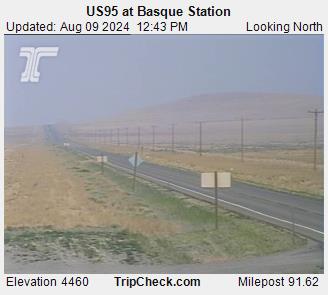 US95 at Basque Station
Updated: Aug 09 2024 12:43 PM Looking North
Elevation 4460 TripCheck.com Milepost 91.62